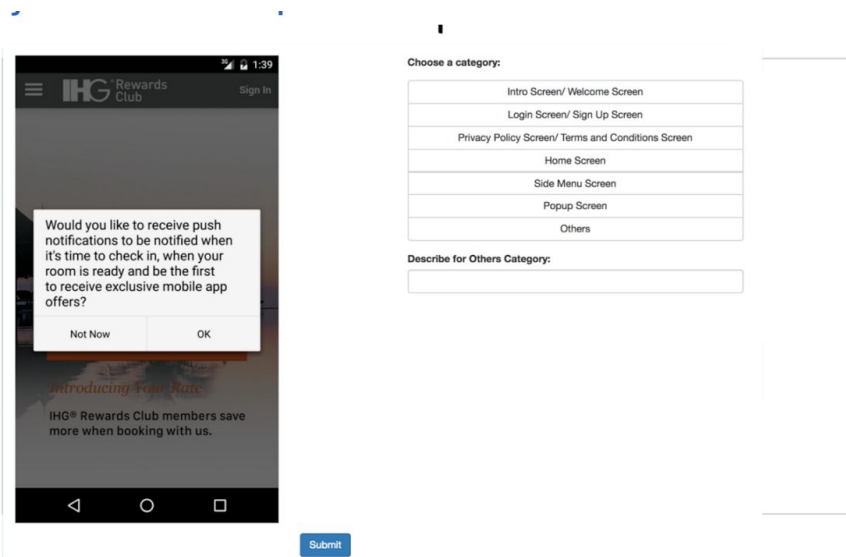 3G 1:39
IHG® Rewards
Club
Sign In
Would you like to receive push
notifications to be notified when
it's time to check in, when your
room is ready and be the first
to receive exclusive mobile app
offers?
Not Now OK
Introducing Your Rate
IHG® Rewards Club members save
more when booking with us.
Choose a category:
Intro Screen/ Welcome Screen
Login Screen/ Sign Up Screen
Privacy Policy Screen/ Terms and Conditions Screen
Home Screen
Side Menu Screen
Popup Screen
Others
Describe for Others Category:
Submit